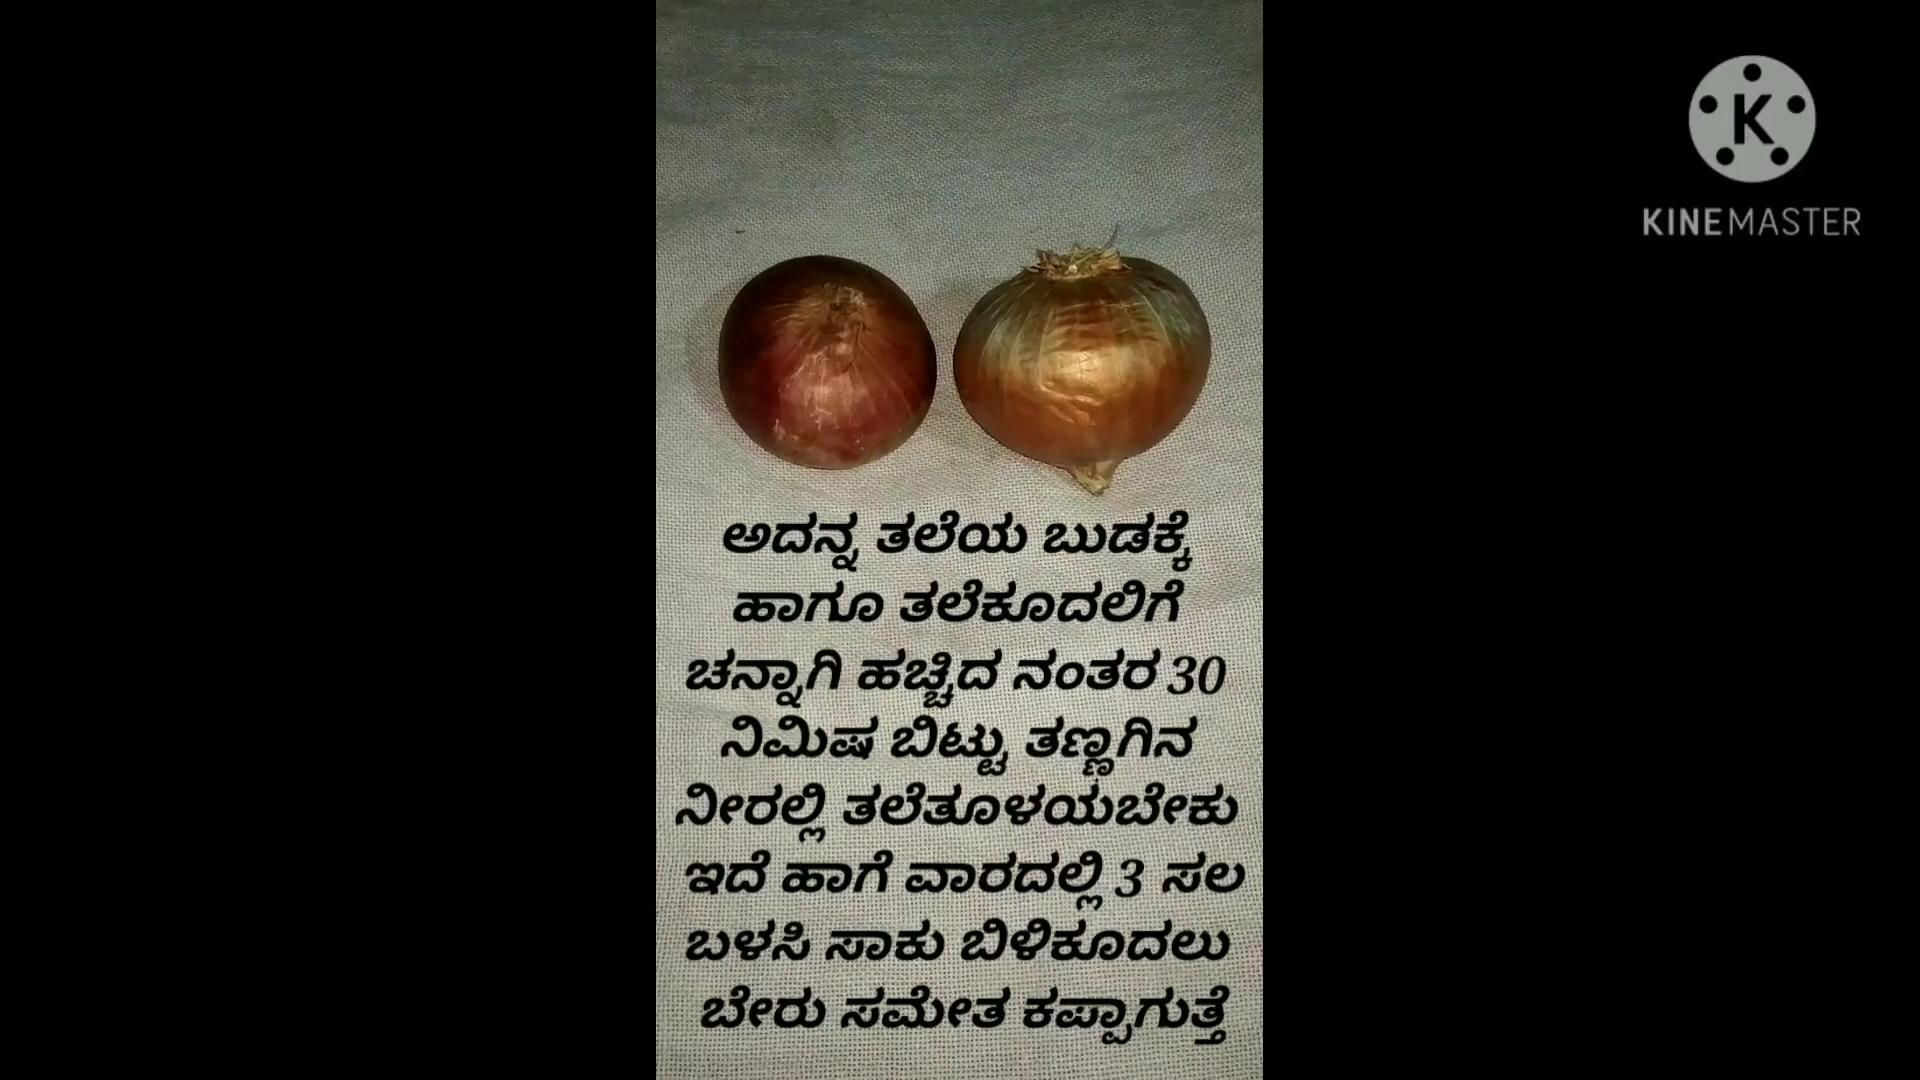 ಅದನ್ನ ತಲೆಯ ಬುಡಕ್ಕೆ
ಹಾಗೂ ತಲೆಕೂದಲಿಗೆ
ಚನ್ನಾಗಿ ಹಚ್ಚಿದ ನಂತರ 30
ನಿಮಿಷ ಬಿಟ್ಟು ತಣ್ಣಗಿನ
ನೀರಲ್ಲಿ ತಲೆತೂಳಯಬೇಕು
ಇದೆ ಹಾಗೆ ವಾರದಲ್ಲಿ 3 ಸಲ
ಬಳಸಿ ಸಾಕು ಬಿಳಿಕೂದಲು
ಬೇರು ಸಮೇತ ಕಪ್ಪಾಗುತ್ತೆ
K
KINEMASTER